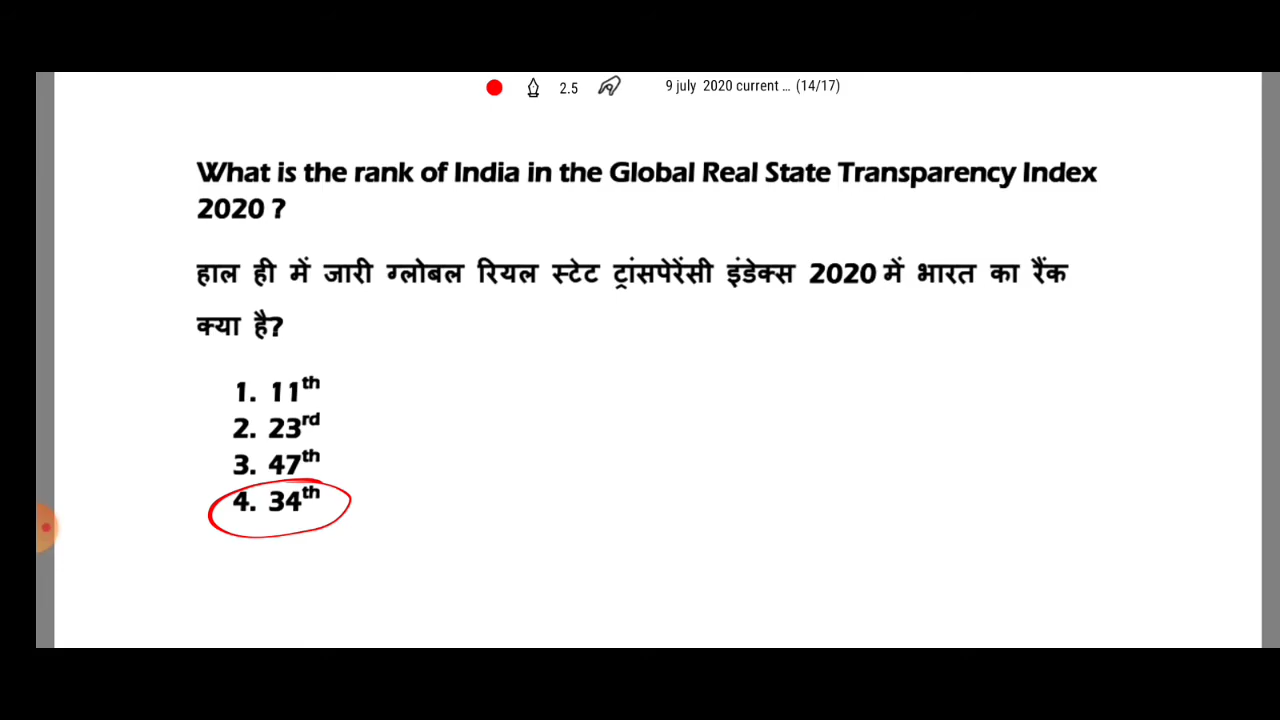 2.5 9 july 2020 current ... (14/17)
What is the rank of India in the Global Real State Transparency Index
2020 ?
हाल ही में जारी ग्लोबल रियल स्टेट ट्रांसपेरेंसी इंडेक्स 2020 में भारत का रैंक
क्या है?
1. 11th
2. 23rd
3. 47th
4. 34th